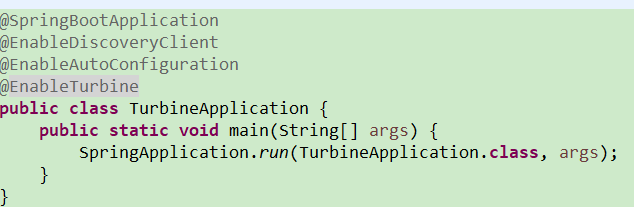 @SpringBootApplication
@EnableDiscoveryClient
@EnableAutoConfiguration
@EnableTurbine
public class TurbineApplication {
    public static void main(String[] args) {
        SpringApplication.run(TurbineApplication.class, args);
    }
}